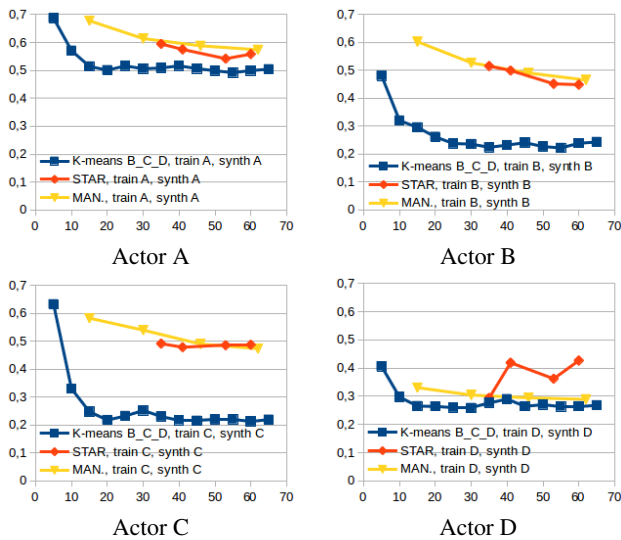 0,7
0,6
0,5
0,4
0,3
0,2
0,1
0
K-means B_C_D, train A, synth A
STAR, train A, synth A
MAN., train A, synth A
0 10 20 30 40 50 60 70
Actor A
0,7
0,6
0,5
0,4
0,3
0,2
0,1
0
K-means B_C_D, train B, synth B
STAR, train B, synth B
MAN., train B, synth B
0 10 20 30 40 50 60 70
Actor B
0,7
0,6
0,5
0,4
0,3
0,2
0,1
0
K-means B_C_D, train C, synth C
STAR, train C, synth C
MAN., train C, synth C
0 10 20 30 40 50 60 70
Actor C
0,7
0,6
0,5
0,4
0,3
0,2
0,1
0
K-means B_C_D, train D, synth D
STAR, train D, synth D
MAN., train D, synth D
0 10 20 30 40 50 60 70
Actor D